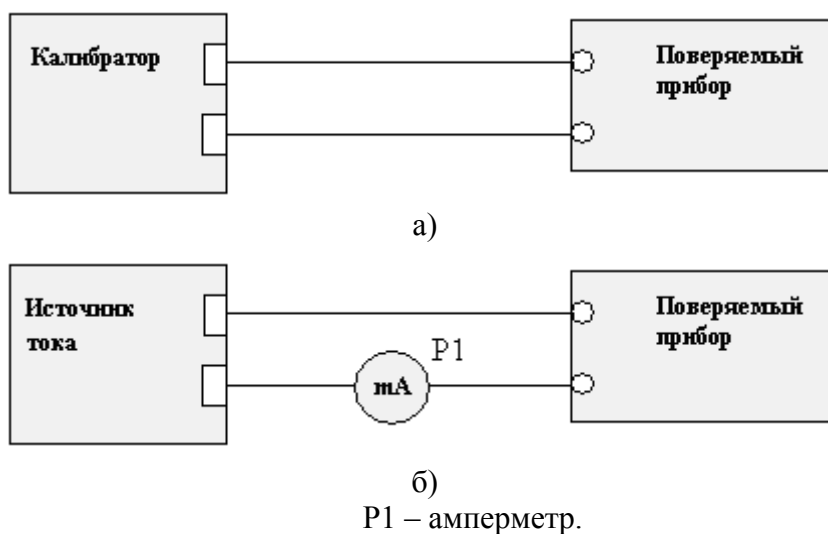 Калибратор
Поверяемый
прибор
а)
Источник
тока
P1
mA
Поверяемый
прибор
б)
P1 – амперметр.